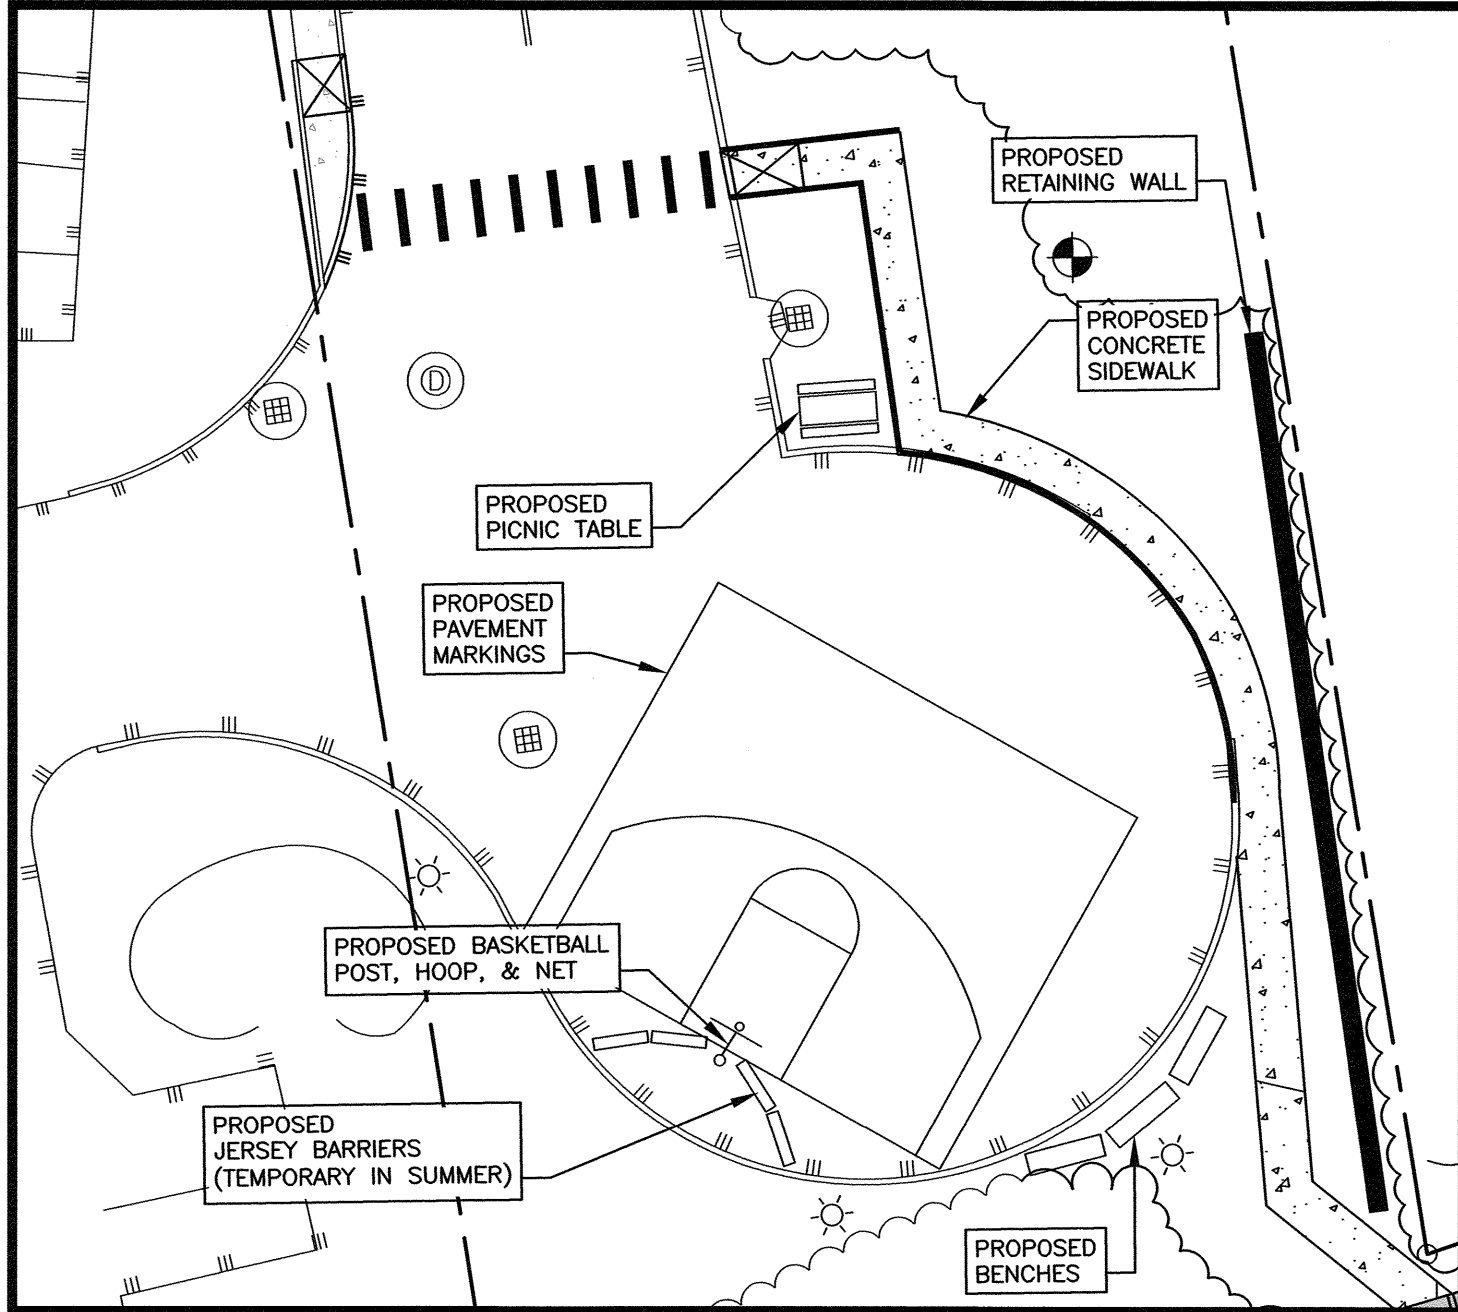 PROPOSED
RETAINING WALL
PROPOSED
CONCRETE
SIDEWALK
D
PROPOSED
PICNIC TABLE
PROPOSED
PAVEMENT
MARKINGS
PROPOSED BASKETBALL
POST, HOOP, & NET
PROPOSED
JERSEY BARRIERS
(TEMPORARY IN SUMMER)
PROPOSED
BENCHES